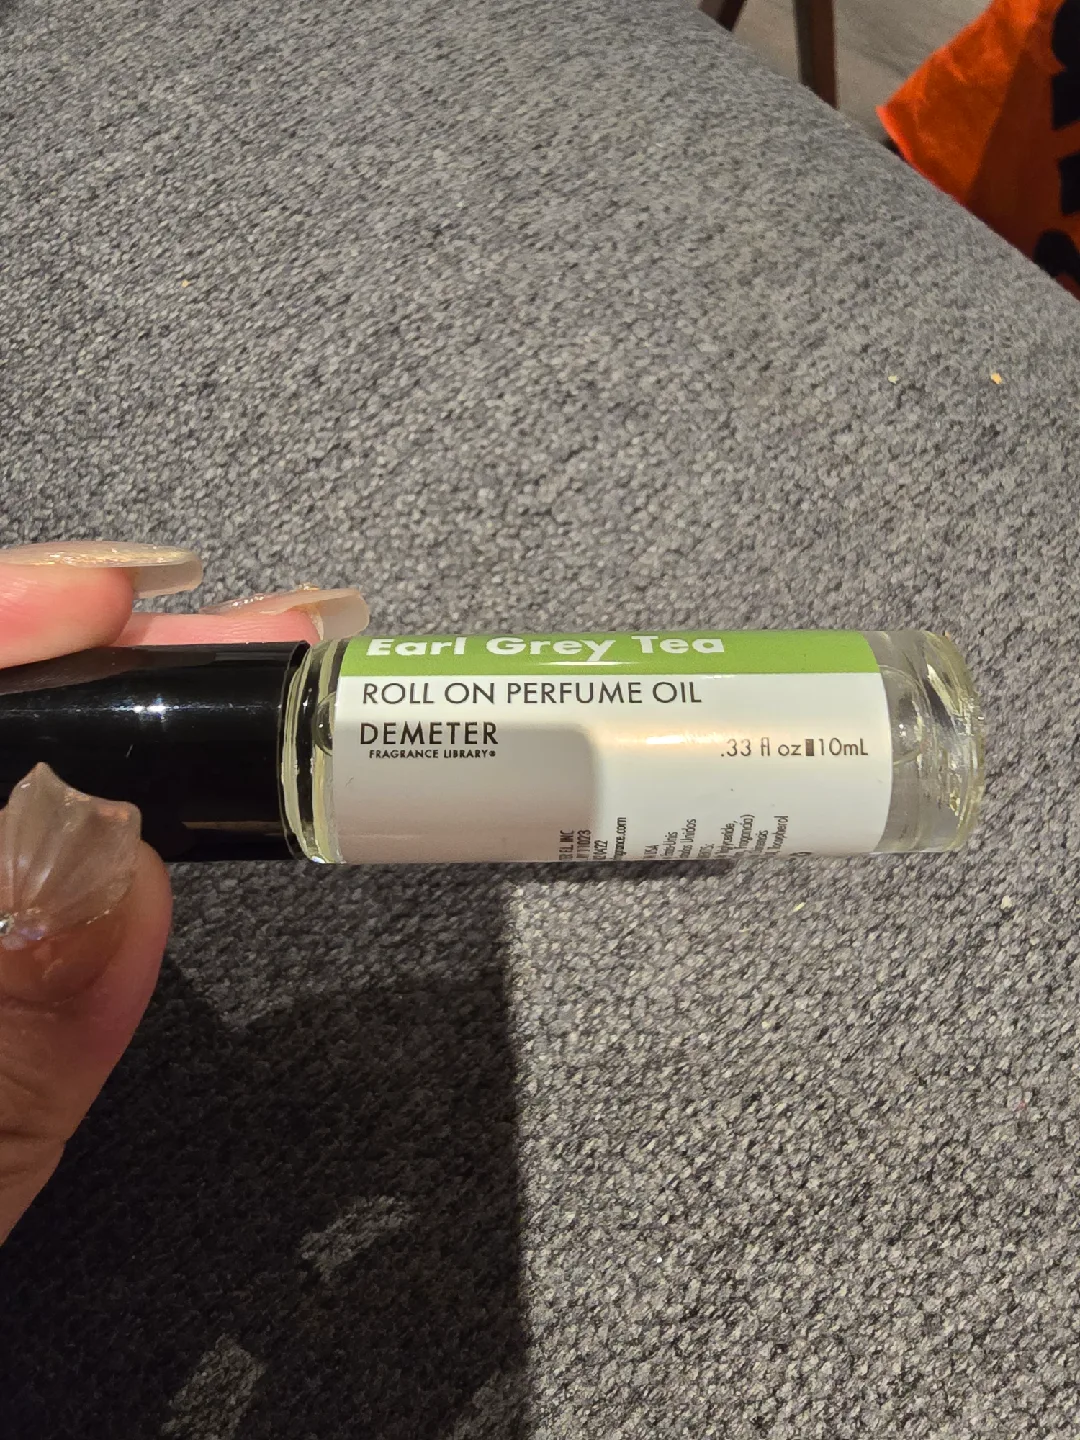 Earl Grey Tea
ROLL ON PERFUME OIL
DEMETER
FRAGRANCE LIBRARY®
.33 fl oz 10mL